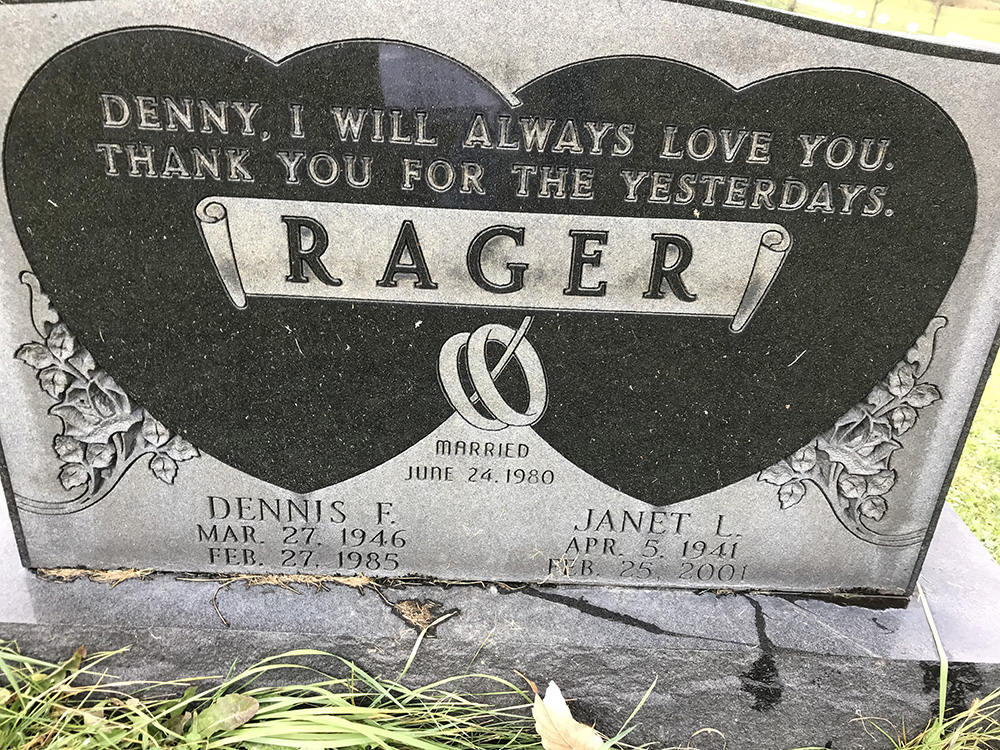 DENNY, I WILL ALWAYS LOVE YOU.
THANK YOU FOR THE YESTERDAYS.
RAGER
MARRIED
JUNE 24, 1980
DENNIS F.
MAR. 27, 1946
FEB. 27, 1985
JANET L.
APR. 5, 1941
FEB. 25, 2001